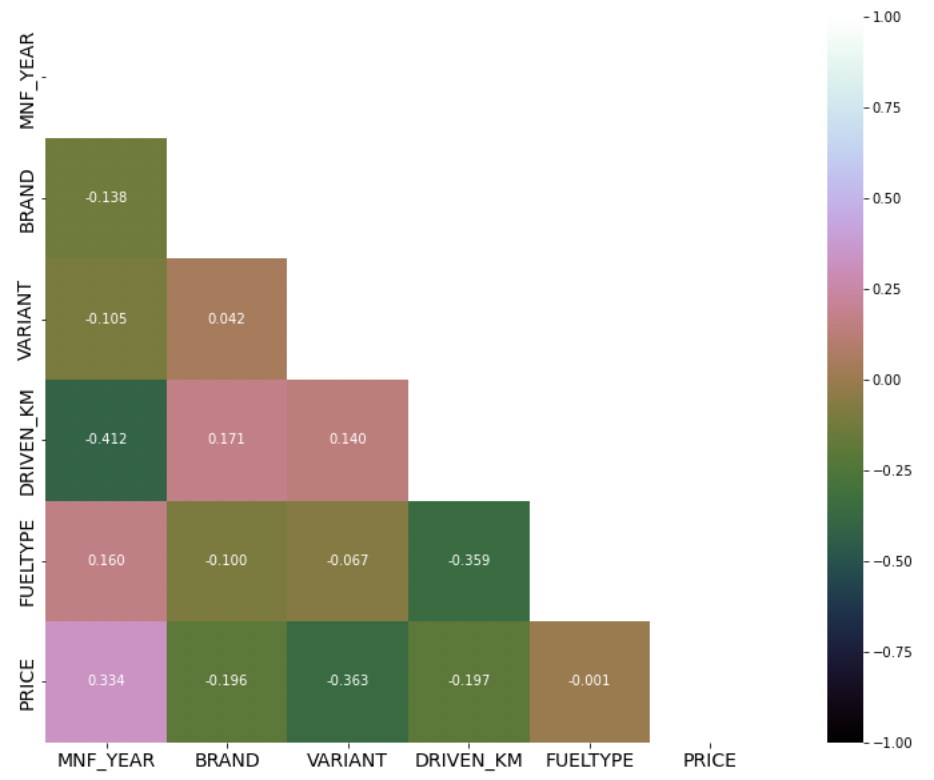 MNF_YEAR
BRAND -0.138
VARIANT -0.105 0.042
DRIVEN_KM -0.412 0.171 0.140
FUELTYPE 0.160 -0.100 -0.067 -0.359
PRICE 0.334 -0.196 -0.363 -0.197 -0.001
MNF_YEAR BRAND VARIANT DRIVEN_KM FUELTYPE PRICE
1.00
0.75
0.50
0.25
0.00
−0.25
−0.50
−0.75
−1.00